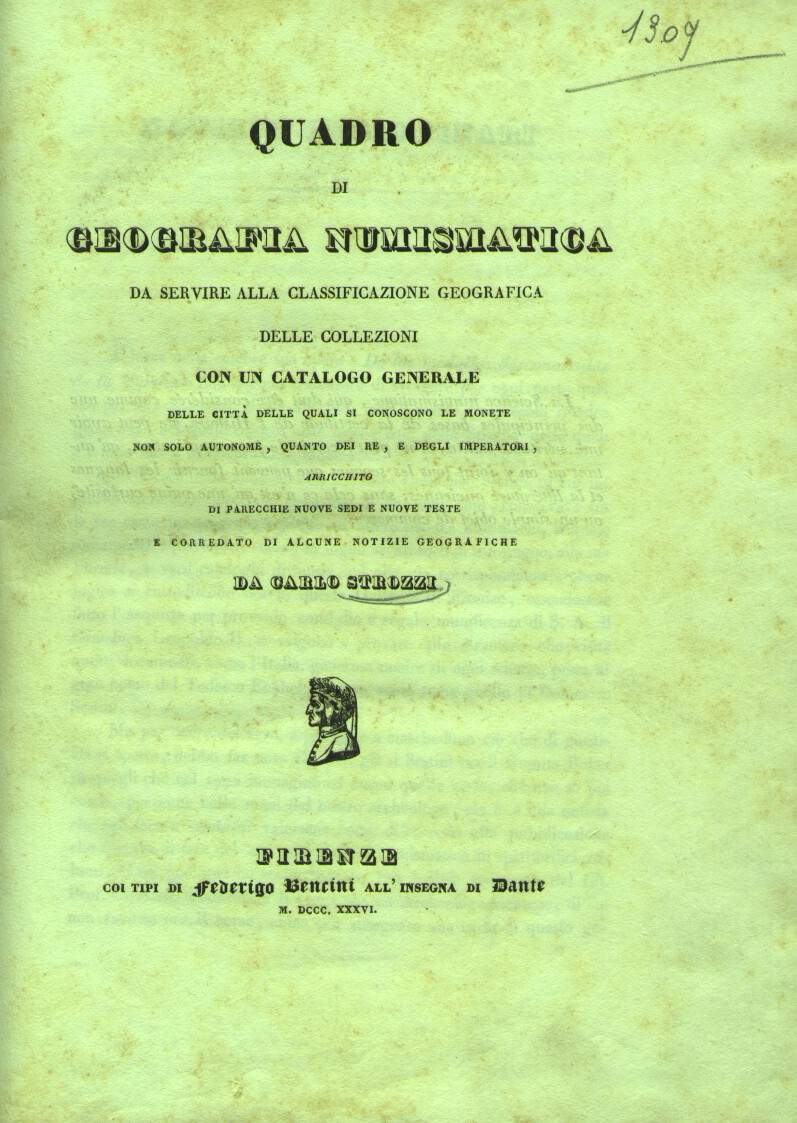 1309
QUADRO
DI
GEOGRAFIA NUMISMATICA
DA SERVIRE ALLA CLASSIFICAZIONE GEOGRAFICA
DELLE COLLEZIONI
CON UN CATALOGO GENERALE
DELLE CITTÀ DELLE QUALI SI CONOSCONO LE MONETE
NON SOLO AUTONOME, QUANTO DEI RE, E DEGLI IMPERATORI,
ARRICCHITO
DI PARECCHIE NUOVE SEDI E NUOVE TESTE
E CORREDATO DI ALCUNE NOTIZIE GEOGRAFICHE
DA CARLO STROZZI
FIRENZE
COI TIPI DI Federigo Bencini ALL'INSEGNA DI Dante
M. DCCC. XXXVI.